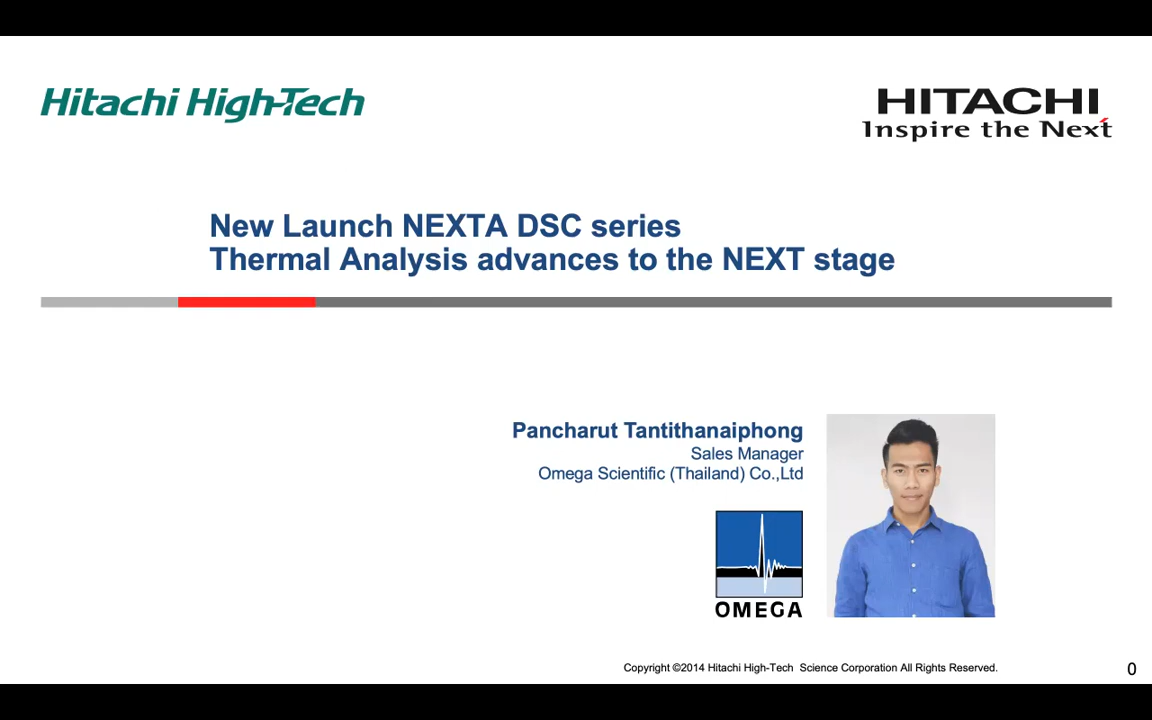 Hitachi High-Tech
HITACHI
Inspire the Next
New Launch NEXTA DSC series
Thermal Analysis advances to the NEXT stage
Pancharut Tantithanaiphong
Sales Manager
Omega Scientific (Thailand) Co.,Ltd
OMEGA
Copyright ©2014 Hitachi High-Tech Science Corporation All Rights Reserved.
0